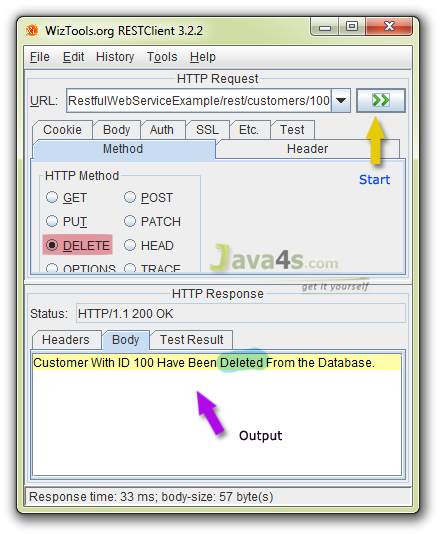 WizTools.org RESTClient 3.2.2
File Edit History Tools Help
HTTP Request
URL: RestfulWebServiceExample/rest/customers/100
Cookie Body Auth SSL Etc. Test
Method Header
HTTP Method
GET POST
Start
PUT PATCH
DELETE HEAD
OPTIONS TRACE
Java4s.com
get it yourself
HTTP Response
Status: HTTP/1.1 200 OK
Headers Body Test Result
Customer With ID 100 Have Been Deleted From the Database.
Output
Response time: 33 ms; body-size: 57 byte(s)